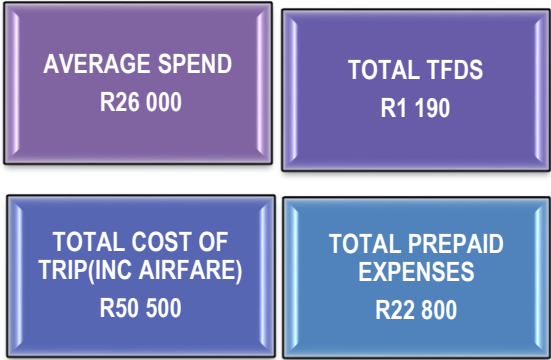 AVERAGE SPEND
R26 000
TOTAL TFDS
R1 190
TOTAL COST OF
TRIP(INC AIRFARE)
R50 500
TOTAL PREPAID
EXPENSES
R22 800